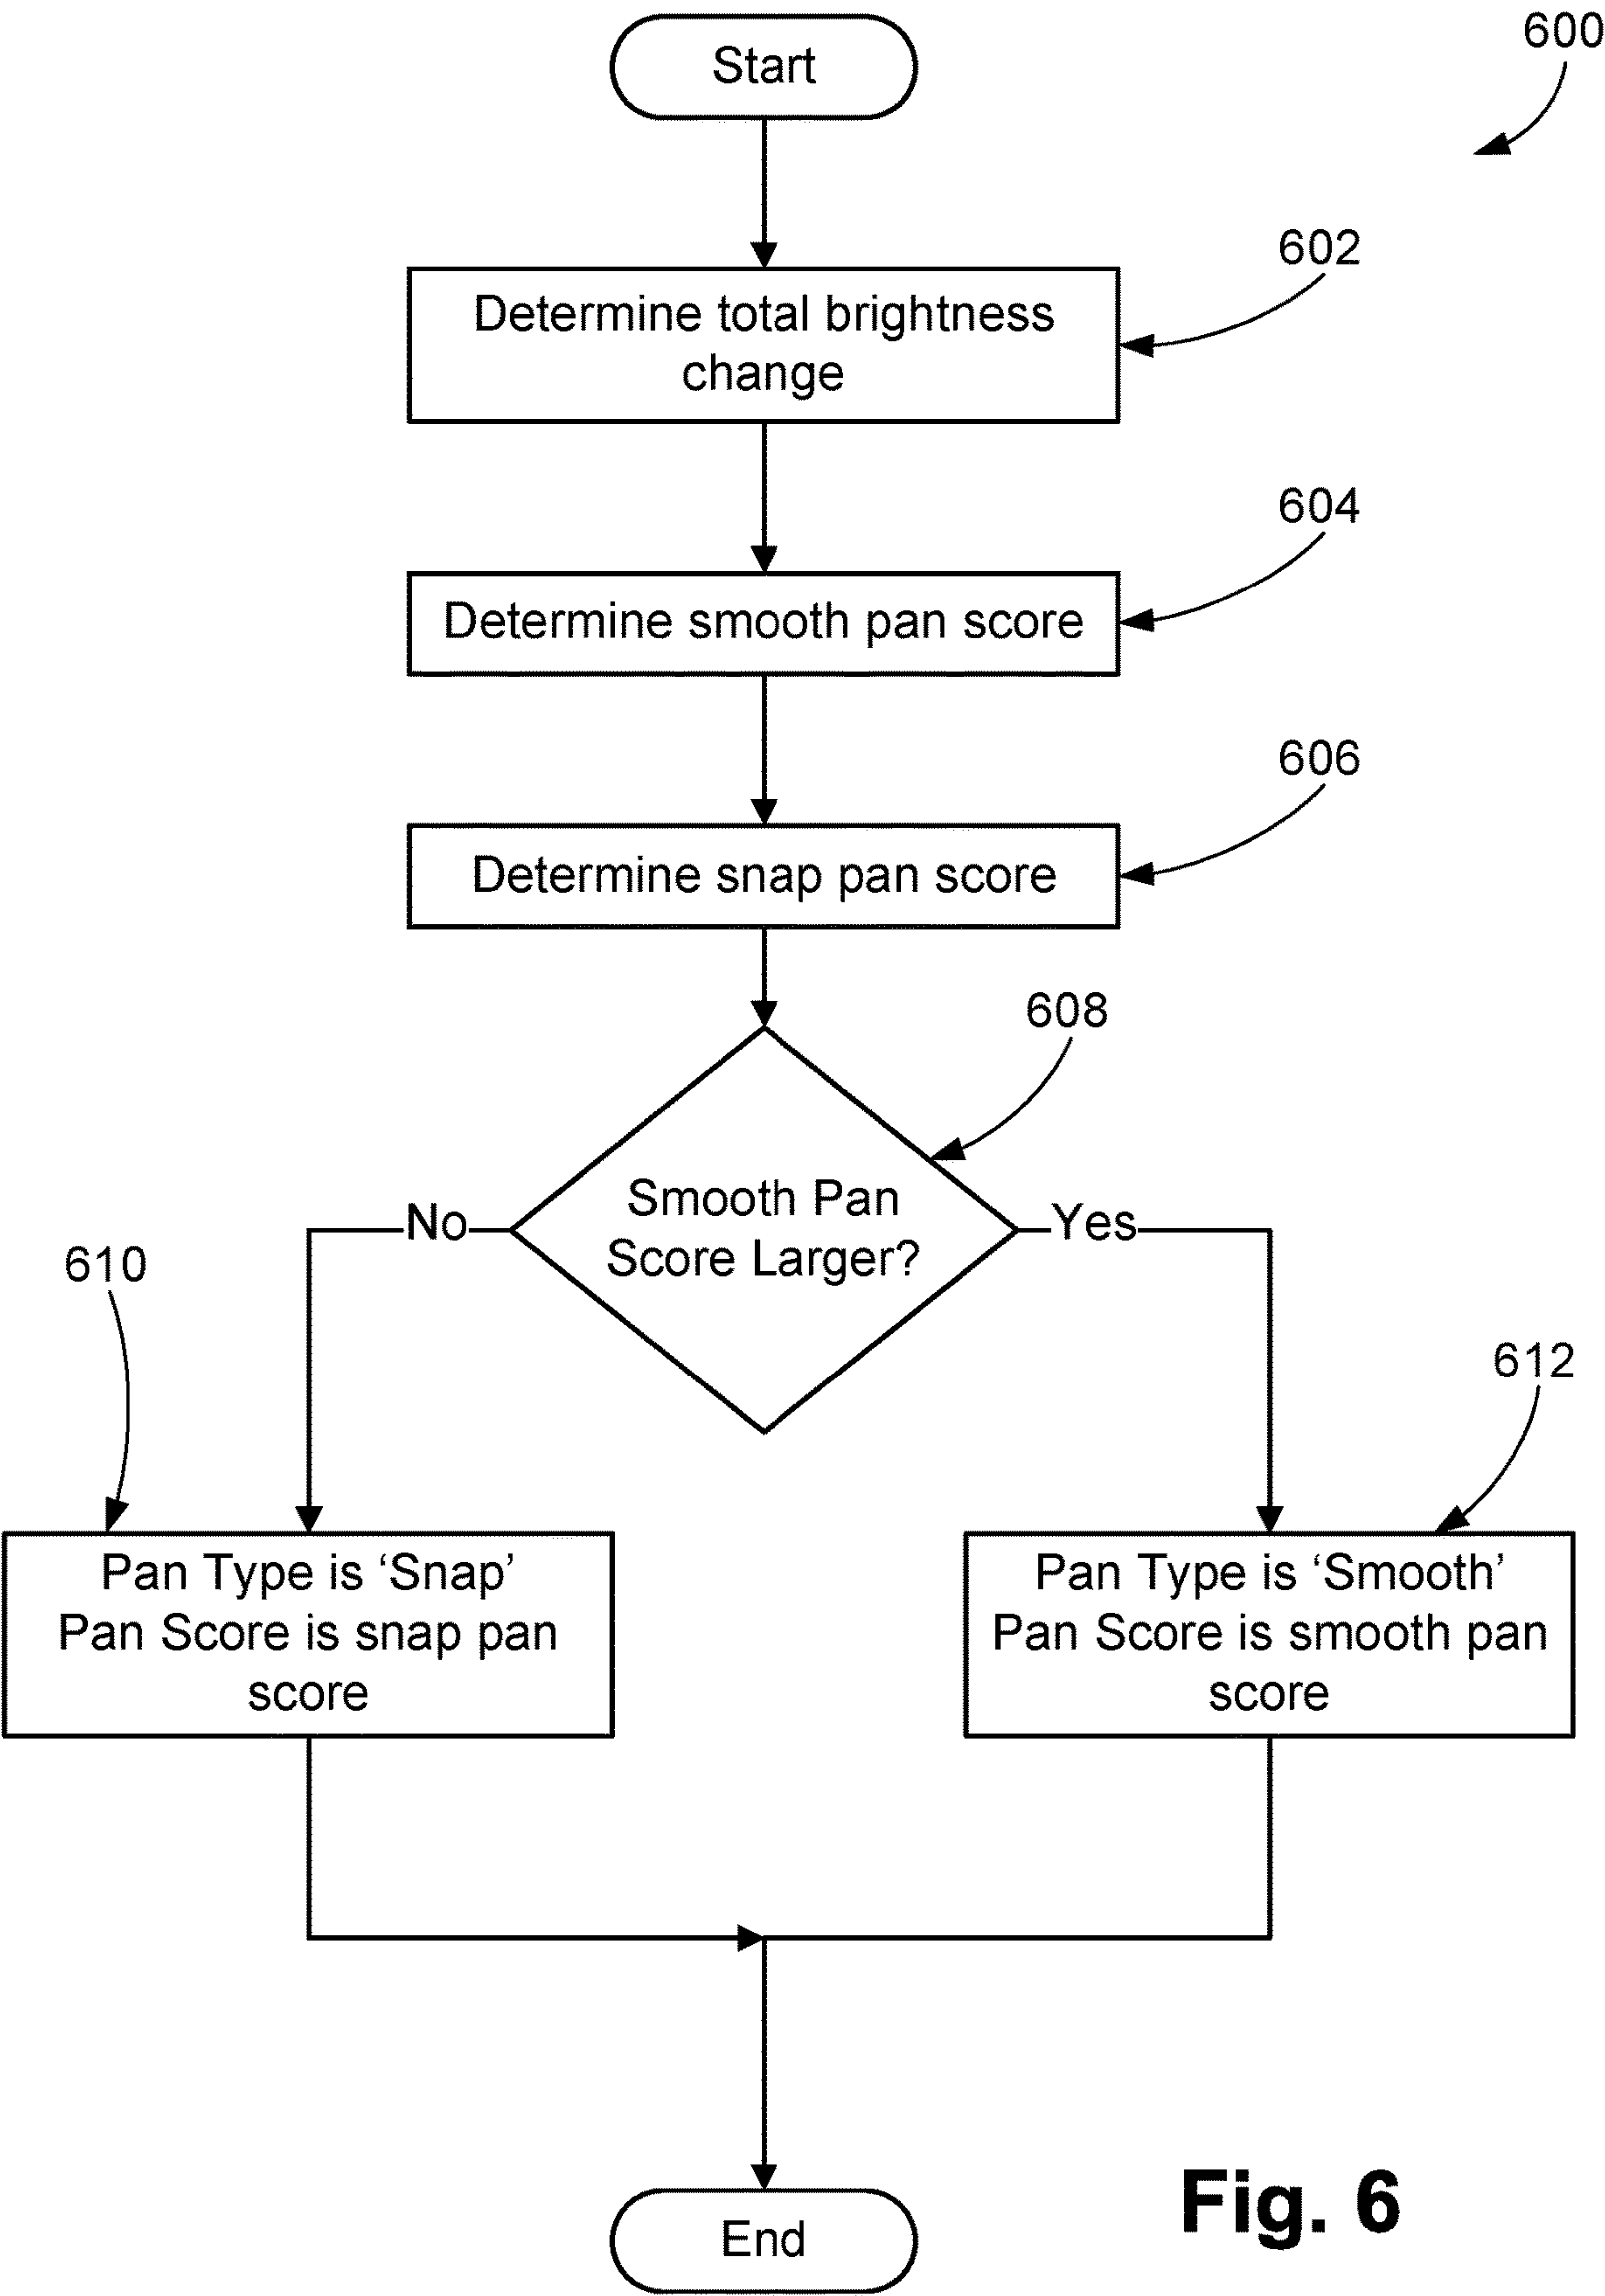 600
Start
602
Determine total brightness
change
604
Determine smooth pan score
606
Determine snap pan score
608
Smooth Pan
Score Larger?
No
Yes
610
612
Pan Type is ‘Snap’
Pan Score is snap pan
score
Pan Type is ‘Smooth’
Pan Score is smooth pan
score
Fig. 6
End